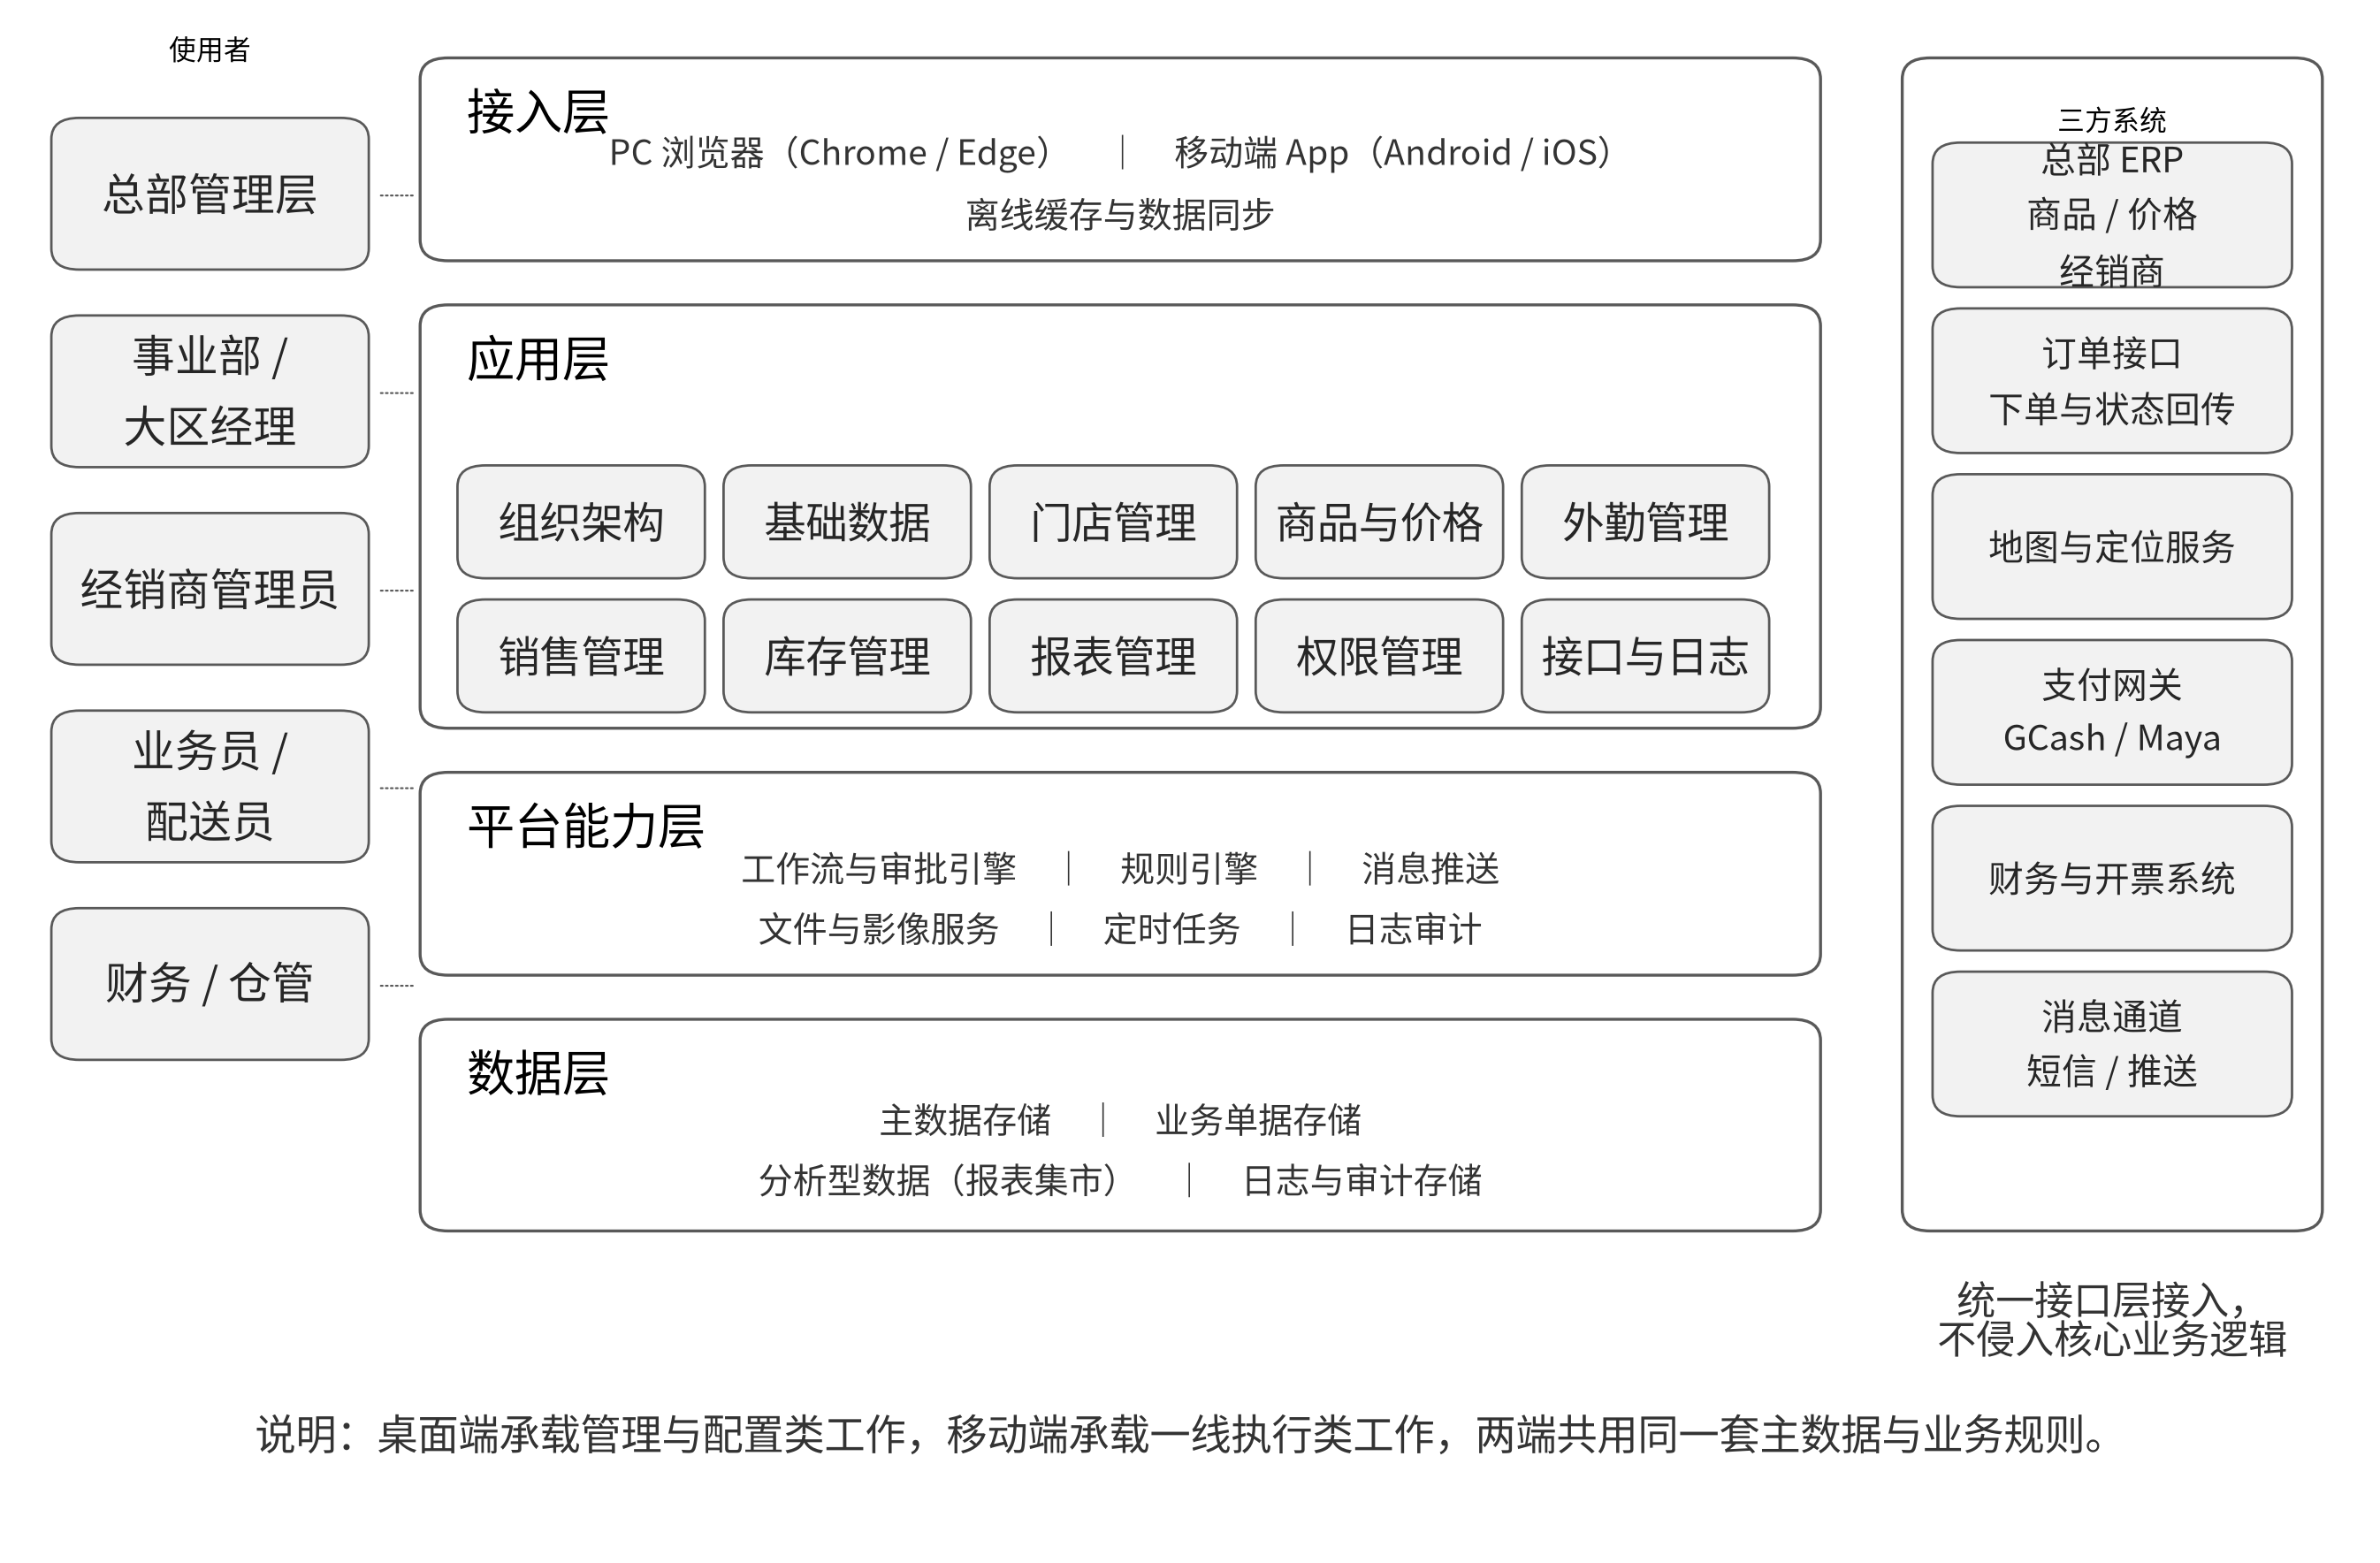 使用者
总部管理层
事业部 /
大区经理
经销商管理员
业务员 /
配送员
财务 / 仓管
接入层
PC 浏览器（Chrome / Edge） ｜ 移动端 App（Android / iOS）
离线缓存与数据同步
应用层
组织架构 基础数据 门店管理 商品与价格 外勤管理
销售管理 库存管理 报表管理 权限管理 接口与日志
平台能力层
工作流与审批引擎 ｜ 规则引擎 ｜ 消息推送
文件与影像服务 ｜ 定时任务 ｜ 日志审计
数据层
主数据存储 ｜ 业务单据存储
分析型数据（报表集市） ｜ 日志与审计存储
三方系统
总部 ERP
商品 / 价格
经销商
订单接口
下单与状态回传
地图与定位服务
支付网关
GCash / Maya
财务与开票系统
消息通道
短信 / 推送
统一接口层接入，
不侵入核心业务逻辑
说明：桌面端承载管理与配置类工作，移动端承载一线执行类工作，两端共用同一套主数据与业务规则。